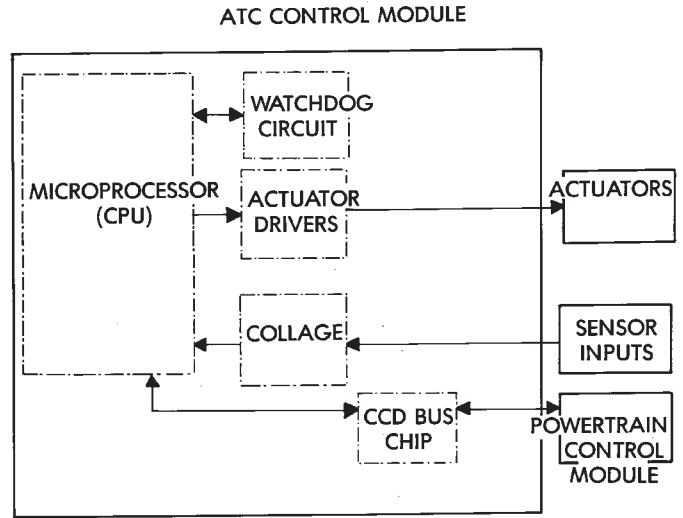 ATC CONTROL MODULE
WATCHDOG
CIRCUIT
MICROPROCESSOR
(CPU)
ACTUATOR
DRIVERS
ACTUATORS
COLLAGE
SENSOR
INPUTS
CCD BUS
CHIP
POWERTRAIN
CONTROL
MODULE